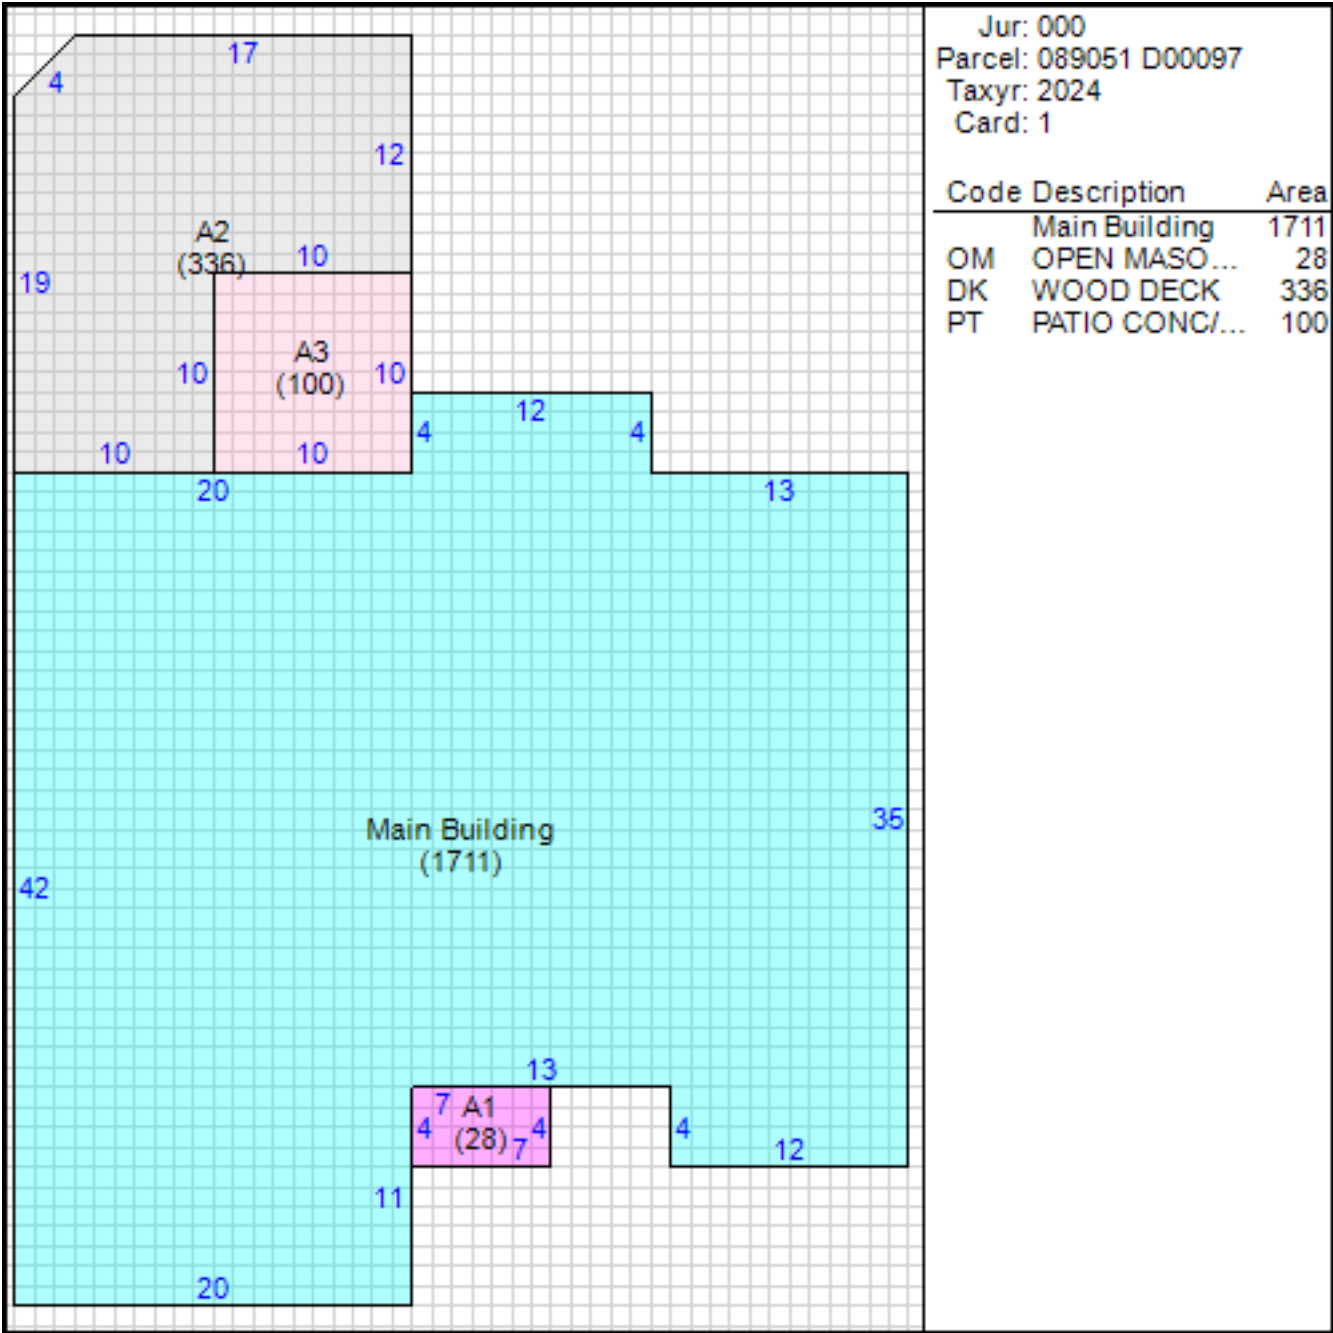 Jur: 000
Parcel: 089051 D00097
Taxyr: 2024
Card: 1
Code Description Area
Main Building 1711
OM OPEN MASO... 28
DK WOOD DECK 336
PT PATIO CONC/... 100
17
4
12
A2
(336)
10
19
A3
(100)
10
10
10
10
12
4
4
20
13
Main Building
(1711)
35
42
13
7
A1
(28)
4
4
7
4
12
11
20